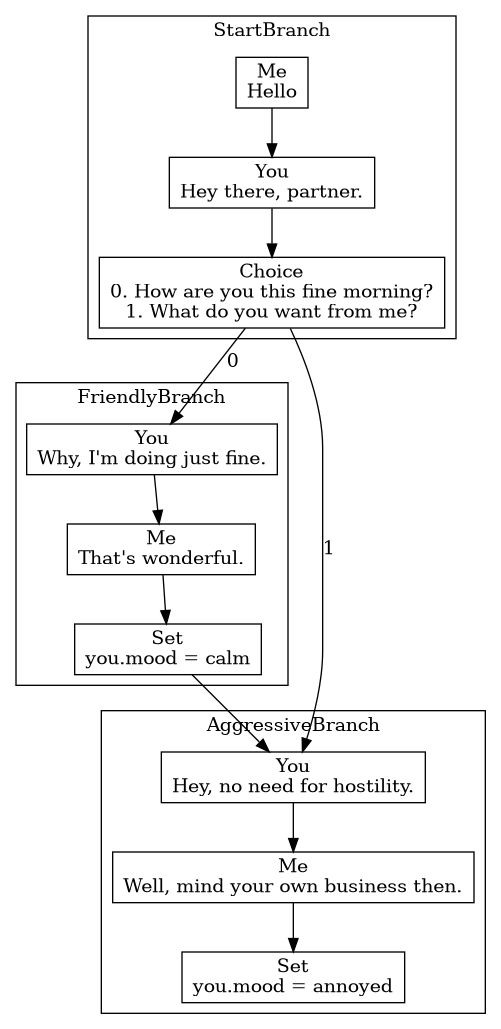 StartBranch
Me
Hello
You
Hey there, partner.
Choice
0. How are you this fine morning?
1. What do you want from me?
0
FriendlyBranch
You
Why, I'm doing just fine.
Me
That's wonderful.
1
Set
you.mood = calm
AggressiveBranch
You
Hey, no need for hostility.
Me
Well, mind your own business then.
Set
you.mood = annoyed